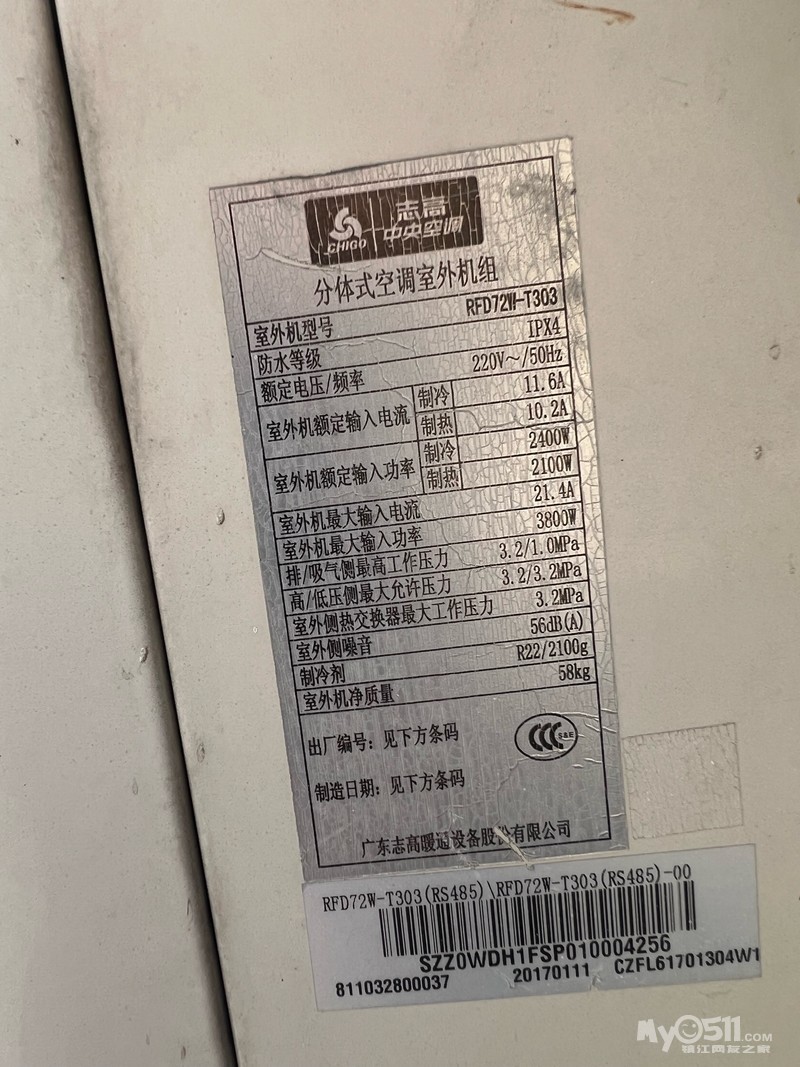 CHIGO
志高
中央空调
分体式空调室外机组
室外机型号 RFD72W-T303
防水等级 IPX4
额定电压/频率 220V～/50Hz
室外机额定输入电流 制冷 11.6A
制热 10.2A
室外机额定输入功率 制冷 2400W
制热 2100W
室外机最大输入电流 21.4A
室外机最大输入功率 3800W
排/吸气侧最高工作压力 3.2/1.0MPa
高/低压侧最大允许压力 3.2/3.2MPa
室外侧热交换器最大工作压力 3.2MPa
室外侧噪音 56dB(A)
制冷剂 R22/2100g
室外机净质量 58kg
出厂编号：见下方条码
CCC S&E
制造日期：见下方条码
广东志高暖通设备股份有限公司
RFD72W-T303(RS485)\RFD72W-T303(RS485)-00
SZZ0WDH1FSP010004256
811032800037 20170111 CZFL61701304W1
My0511.COM
镇江网友之家